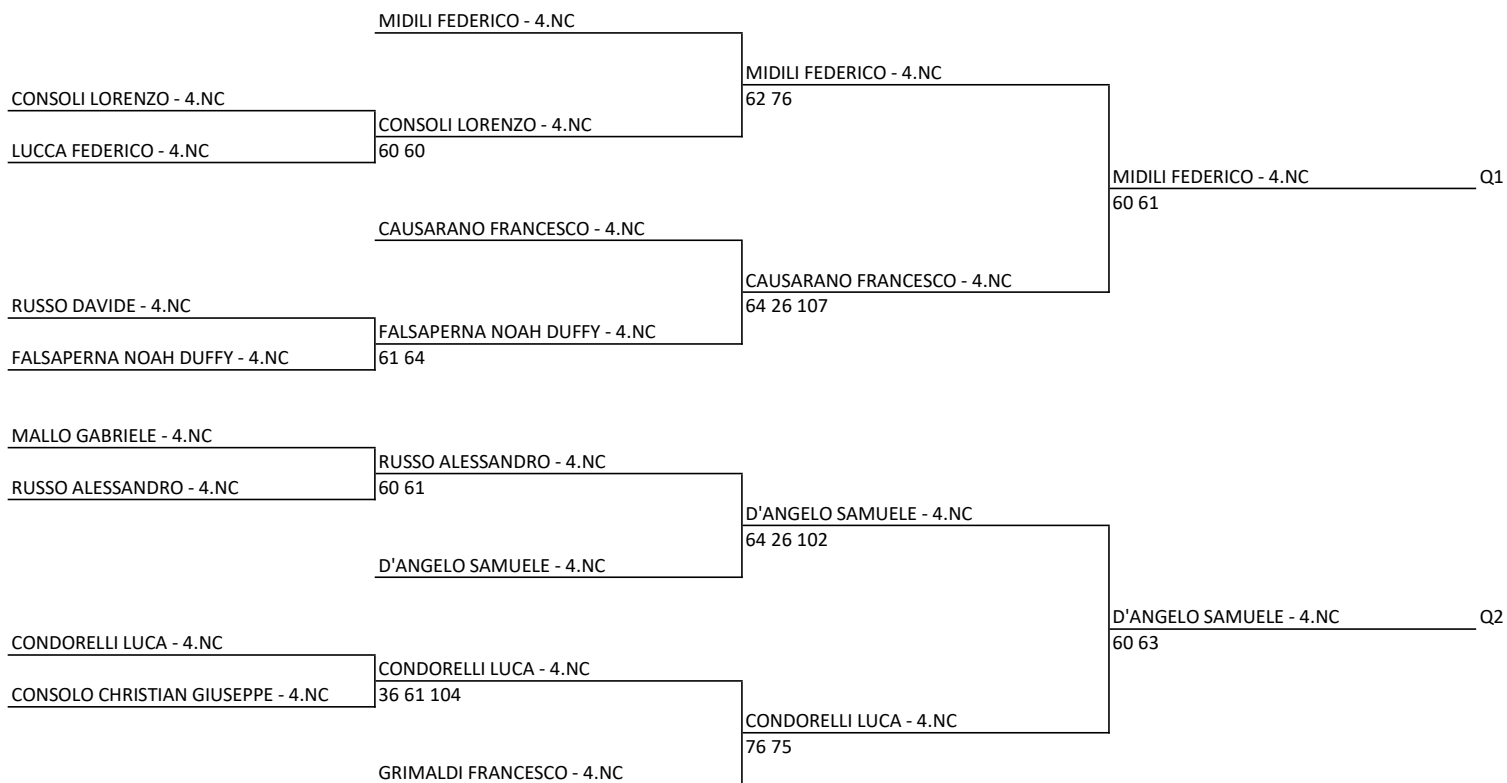 MIDILI FEDERICO - 4.NC
MIDILI FEDERICO - 4.NC
CONSOLI LORENZO - 4.NC
62 76
CONSOLI LORENZO - 4.NC
LUCCA FEDERICO - 4.NC
60 60
MIDILI FEDERICO - 4.NC
Q1
60 61
CAUSARANO FRANCESCO - 4.NC
CAUSARANO FRANCESCO - 4.NC
RUSSO DAVIDE - 4.NC
64 26 107
FALSAPERNA NOAH DUFFY - 4.NC
FALSAPERNA NOAH DUFFY - 4.NC
61 64
MALLO GABRIELE - 4.NC
RUSSO ALESSANDRO - 4.NC
RUSSO ALESSANDRO - 4.NC
60 61
D'ANGELO SAMUELE - 4.NC
64 26 102
D'ANGELO SAMUELE - 4.NC
D'ANGELO SAMUELE - 4.NC
Q2
CONDORELLI LUCA - 4.NC
60 63
CONDORELLI LUCA - 4.NC
CONSOLO CHRISTIAN GIUSEPPE - 4.NC
36 61 104
CONDORELLI LUCA - 4.NC
76 75
GRIMALDI FRANCESCO - 4.NC